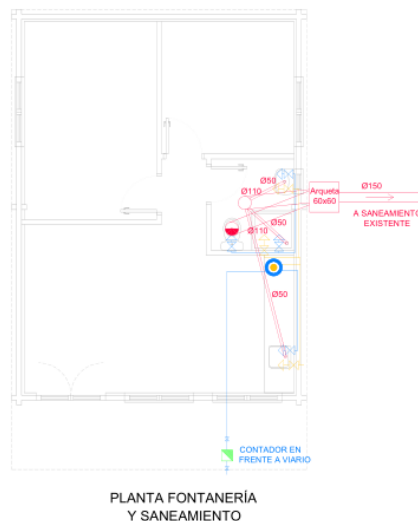 Ø50
Ø110
Arqueta
60x60
Ø150
A SANEAMIENTO
EXISTENTE
Ø50
Ø110
Ø50
CONTADOR EN
FRENTE A VIARIO
PLANTA FONTANERÍA
Y SANEAMIENTO